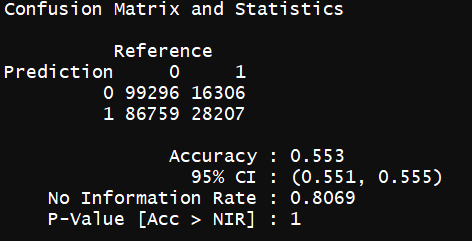 Confusion Matrix and Statistics
Reference
Prediction 0 1
0 99296 16306
1 86759 28207
Accuracy : 0.553
95% CI : (0.551, 0.555)
No Information Rate : 0.8069
P-Value [Acc > NIR] : 1